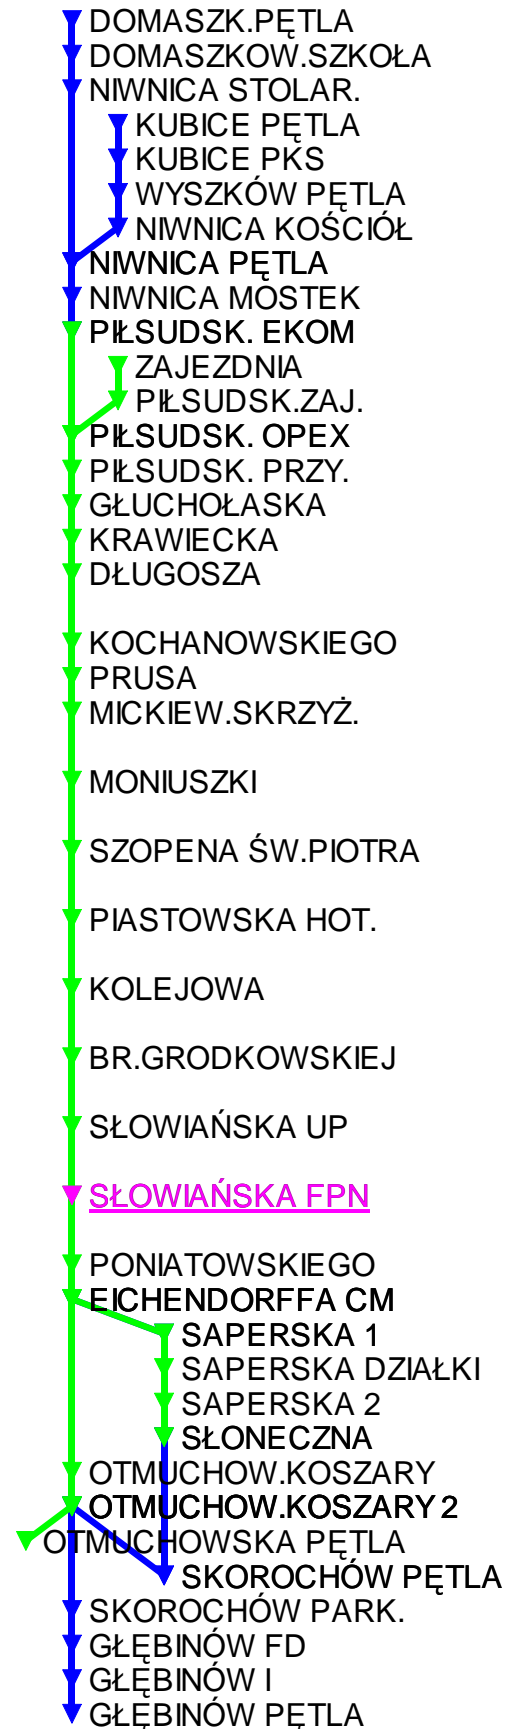 DOMASZK.PĘTLA
DOMASZKOW.SZKOŁA
NIWNICA STOLAR.
KUBICE PĘTLA
KUBICE PKS
WYSZKÓW PĘTLA
NIWNICA KOŚCIÓŁ
NIWNICA PĘTLA
NIWNICA MOSTEK
PIŁSUDSK. EKOM
ZAJEZDNIA
PIŁSUDSK.ZAJ.
PIŁSUDSK. OPEX
PIŁSUDSK. PRZY.
GŁUCHOŁASKA
KRAWIECKA
DŁUGOSZA
KOCHANOWSKIEGO
PRUSA
MICKIEW.SKRZYŻ.
MONIUSZKI
SZOPENA ŚW.PIOTRA
PIASTOWSKA HOT.
KOLEJOWA
BR.GRODKOWSKIEJ
SŁOWIAŃSKA UP
SŁOWIAŃSKA FPN
PONIATOWSKIEGO
EICHENDORFFA CM
SAPERSKA 1
SAPERSKA DZIAŁKI
SAPERSKA 2
SŁONECZNA
OTMUCHOW.KOSZARY
OTMUCHOW.KOSZARY 2
OTMUCHOWSKA PĘTLA
SKOROCHÓW PĘTLA
SKOROCHÓW PARK.
GŁĘBINÓW FD
GŁĘBINÓW I
GŁĘBINÓW PĘTLA